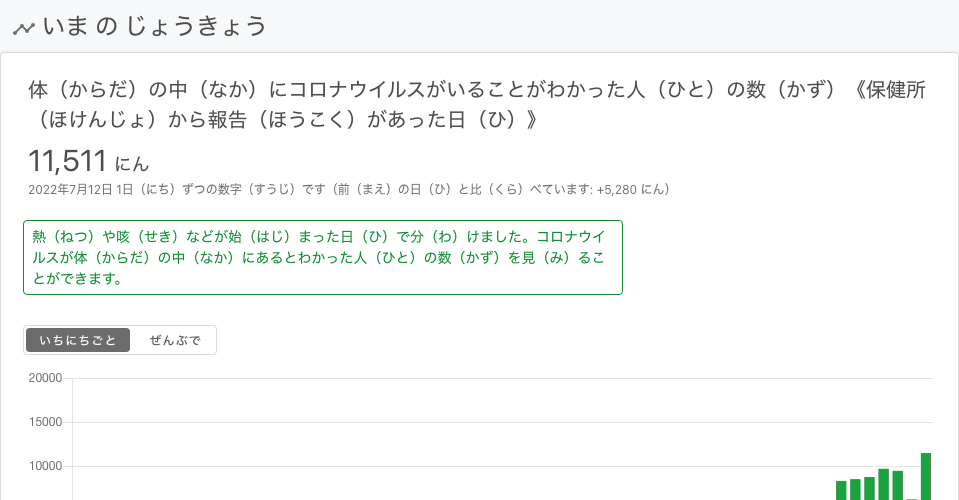 いま の じょうきょう
体（からだ）の中（なか）にコロナウイルスがいることがわかった人（ひと）の数（かず）《保健所
（ほけんじょ）から報告（ほうこく）があった日（ひ）》
11,511 にん
2022年7月12日 1日（にち）ずつの数字（すうじ）です（前（まえ）の日（ひ）と比（くら）べています: +5,280 にん）
熱（ねつ）や咳（せき）などが始（はじ）まった日（ひ）で分（わ）けました。コロナウイ
ルスが体（からだ）の中（なか）にあるとわかった人（ひと）の数（かず）を見（み）るこ
とができます。
いちにちごと ぜんぶで
20000
15000
10000